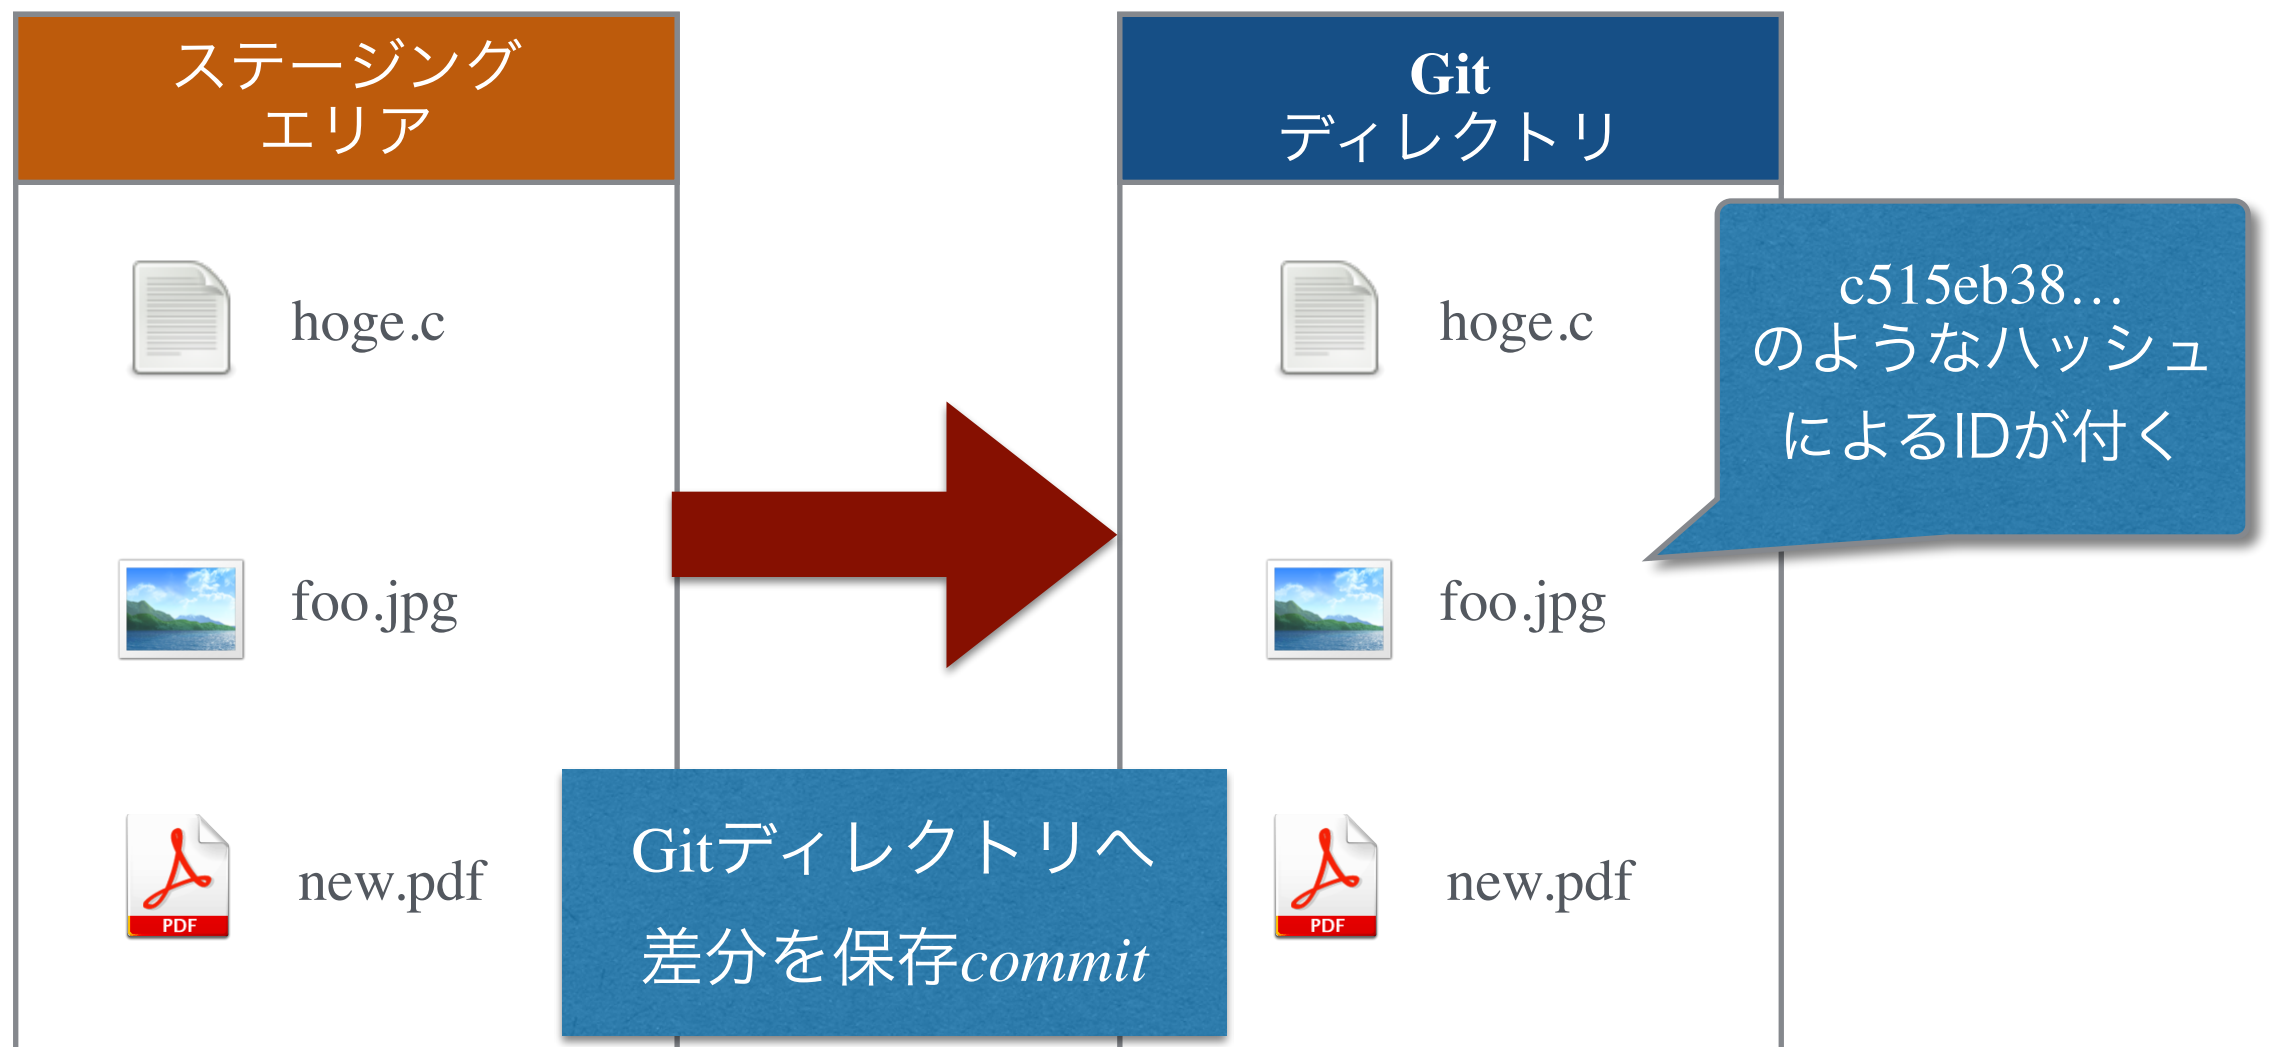 ステージング
エリア
Git
ディレクトリ
hoge.c
hoge.c
c515eb38…
のようなハッシュ
によるIDが付く
foo.jpg
foo.jpg
new.pdf
PDF
Gitディレクトリへ
差分を保存commit
new.pdf
PDF